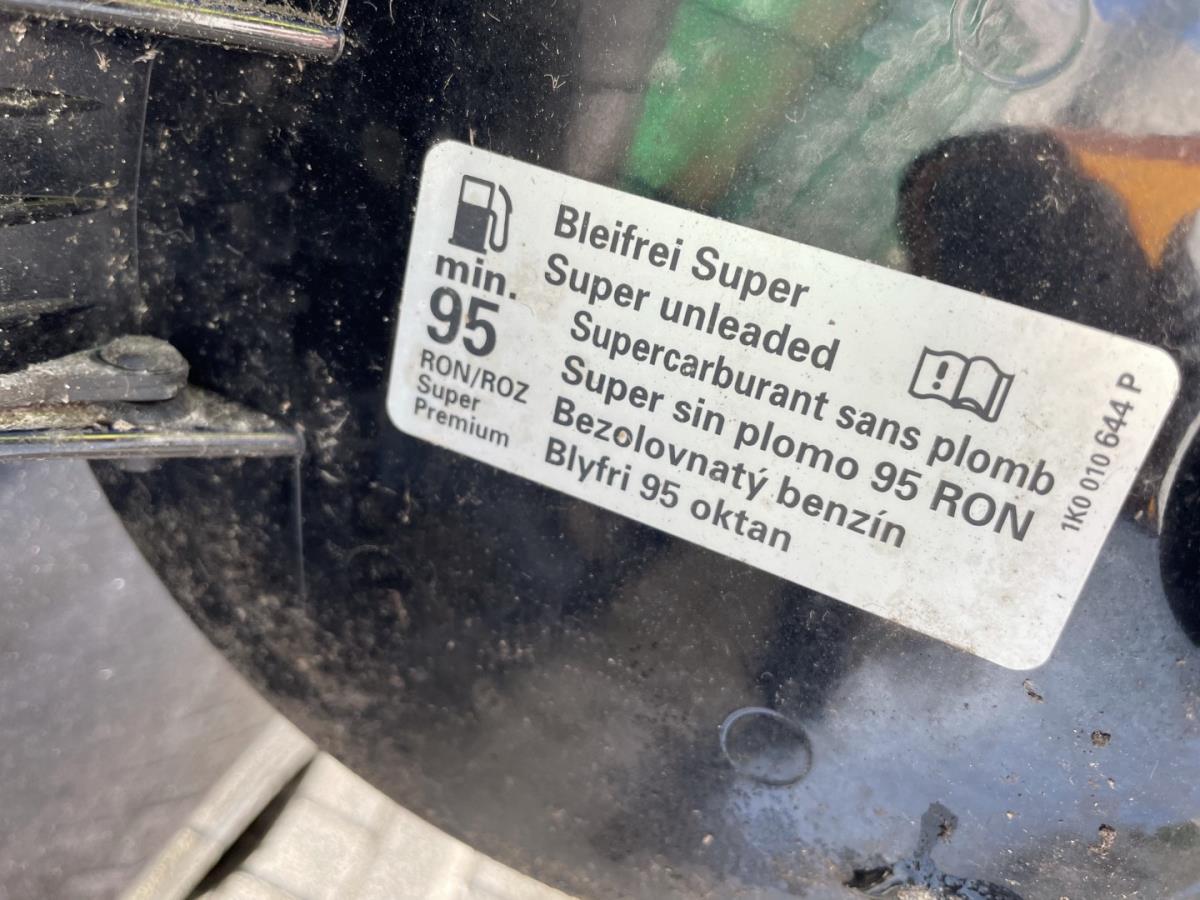 min.
95
RON/ROZ
Super
Premium
Bleifrei Super
Super unleaded
Supercarburant sans plomb
Super sin plomo 95 RON
Bezolovnatý benzín
Blyfri 95 oktan
!
1K0 010 644 P